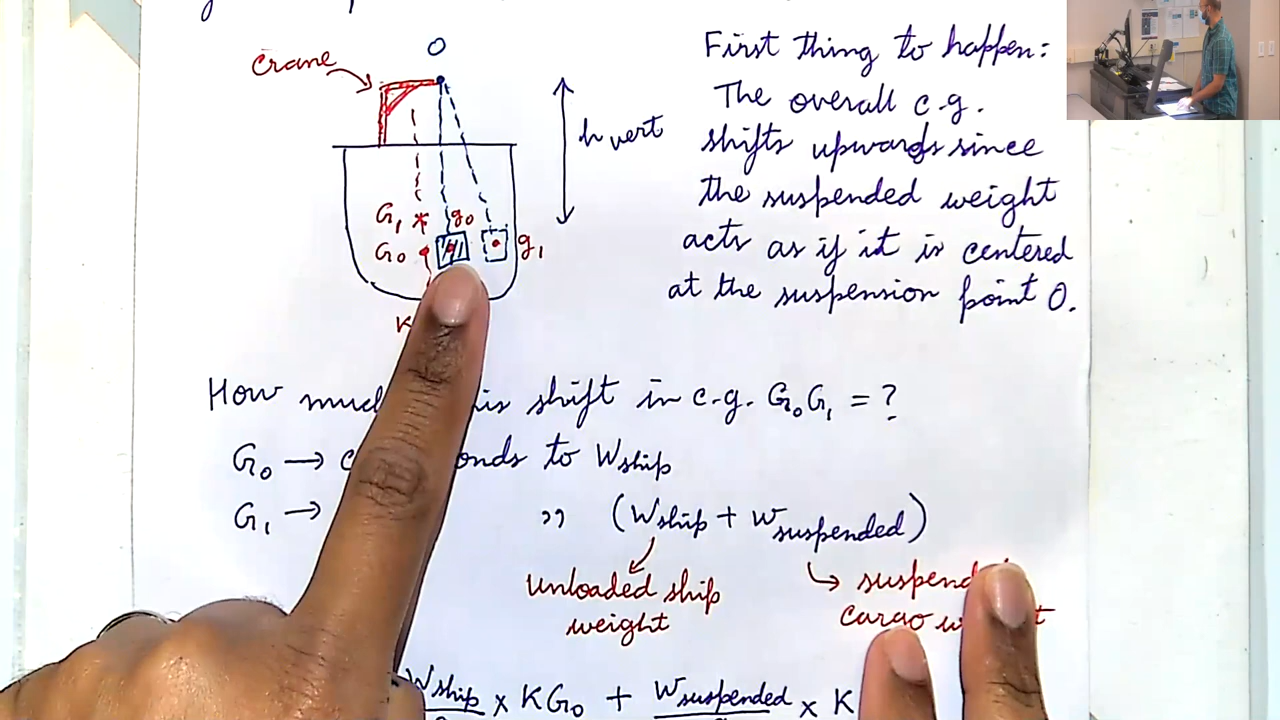 crane
O
h vert
G₁
g₀
G₀
g₁
K
First thing to happen:
The overall c.g.
shifts upwards since
the suspended weight
acts as if it is centered
at the suspension point O.
How shift in c.g. G₀G₁ = ?
G₀ → to Wship
G₁ → ,, (Wship + Wsuspended)
unloaded ship
weight
cargo
Wship × KG₀ + Wsuspended × K